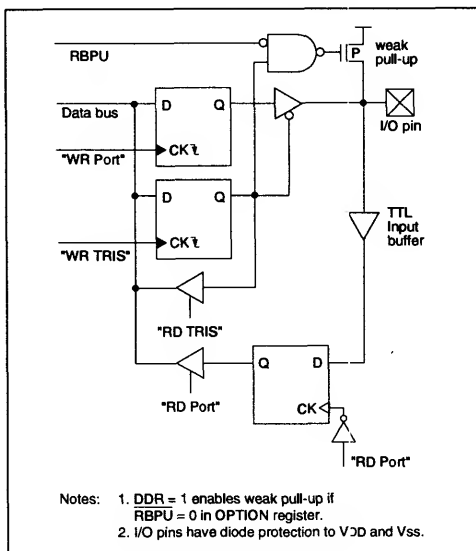 RBPU
P
weak
pull-up
Data bus
D
Q
I/O pin
"WR Port"
CK
D
Q
TTL
Input
buffer
"WR TRIS"
CK
"RD TRIS"
Q
D
"RD Port"
CK
"RD Port"
Notes: 1. DDR = 1 enables weak pull-up if
RBPU = 0 in OPTION register.
2. I/O pins have diode protection to VDD and Vss.